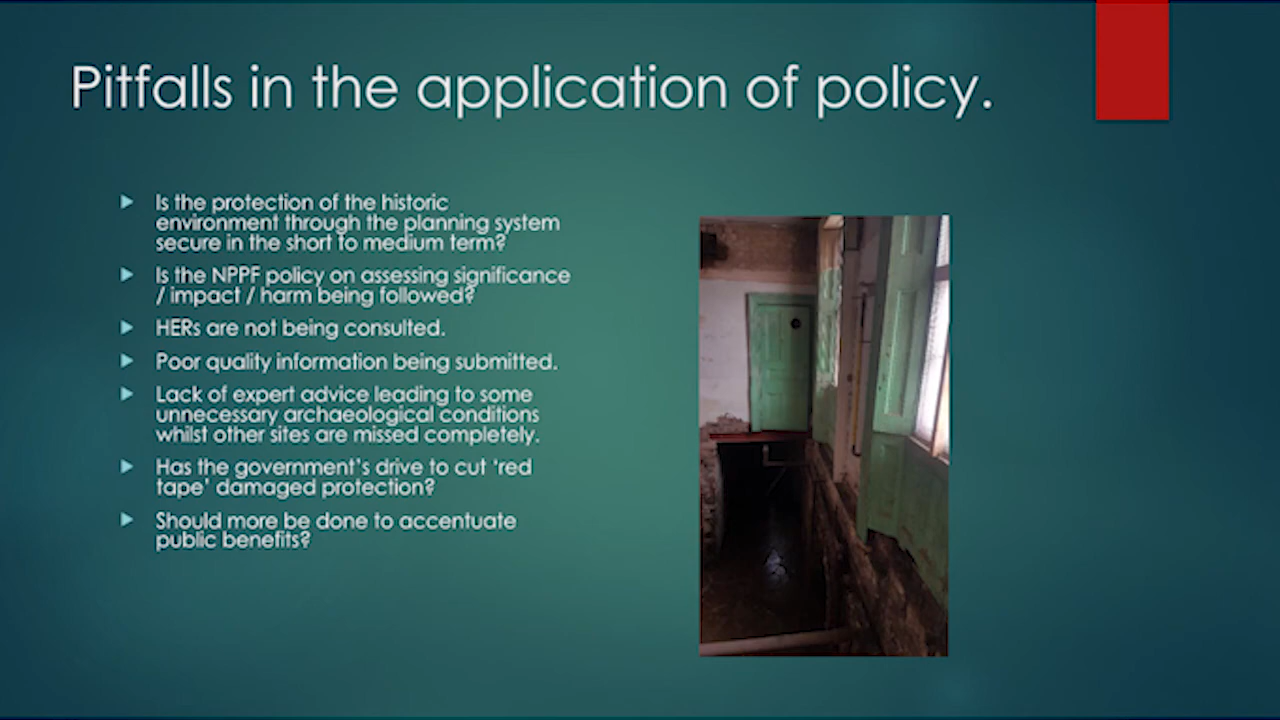 Pitfalls in the application of policy.
Is the protection of the historic
environment through the planning system
secure in the short to medium term?
Is the NPPF policy on assessing significance
/ impact / harm being followed?
HERs are not being consulted.
Poor quality information being submitted.
Lack of expert advice leading to some
unnecessary archaeological conditions
whilst other sites are missed completely.
Has the government's drive to cut 'red
tape' damaged protection?
Should more be done to accentuate
public benefits?